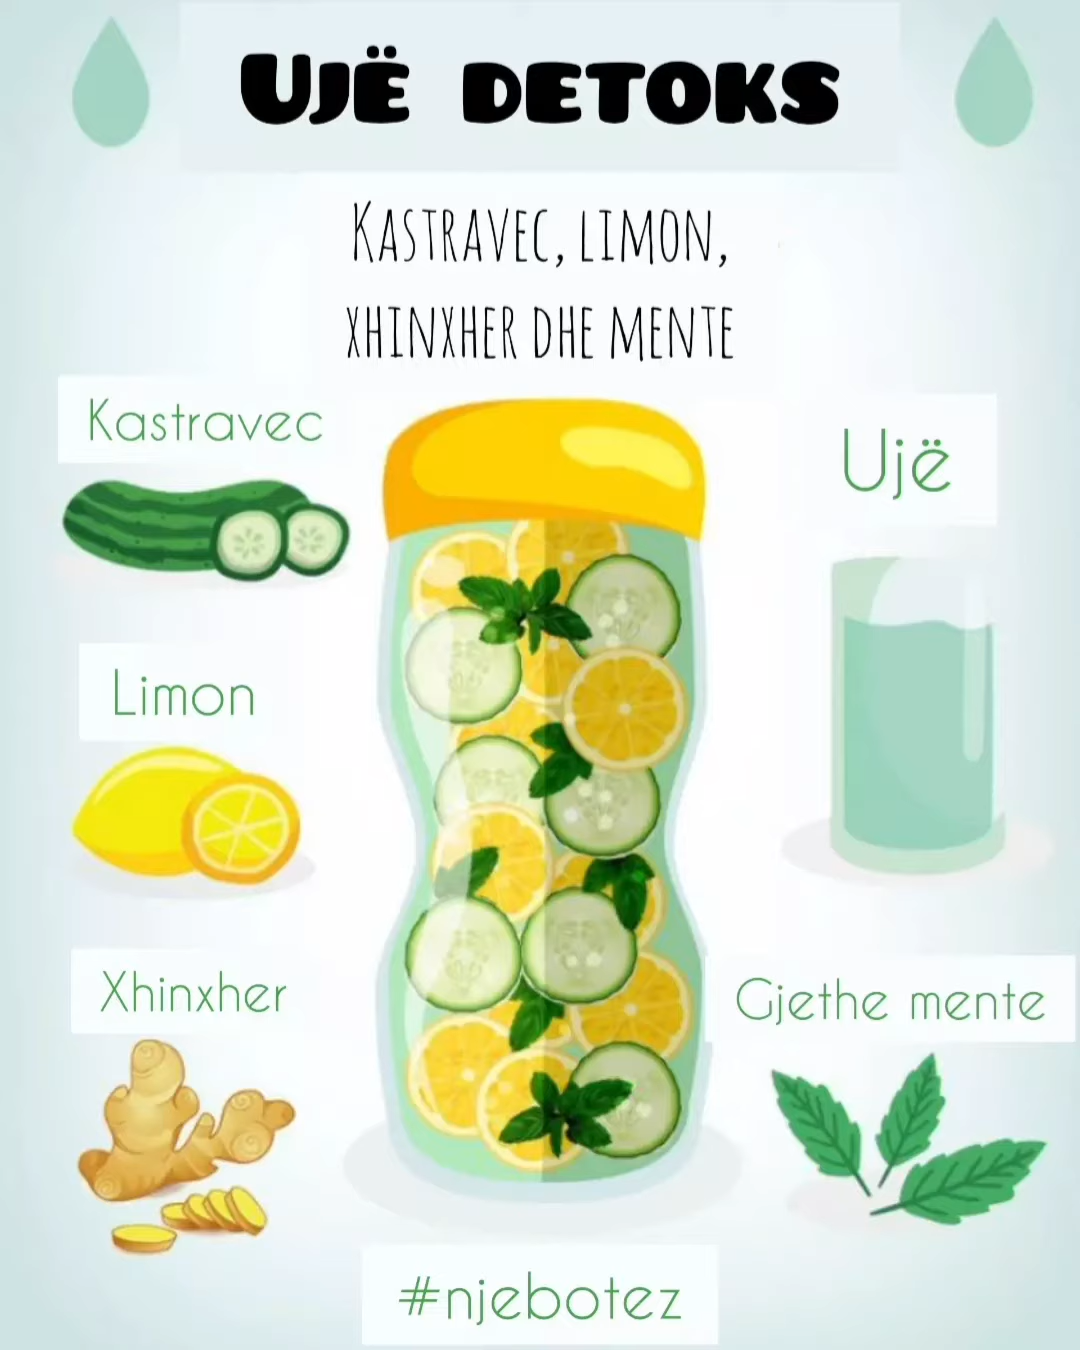 UJË DETOKS
KASTRAVEC, LIMON,
XHINXHER DHE MENTE
Kastravec
Ujë
Limon
Xhinxher
Gjethe mente
#njebotez